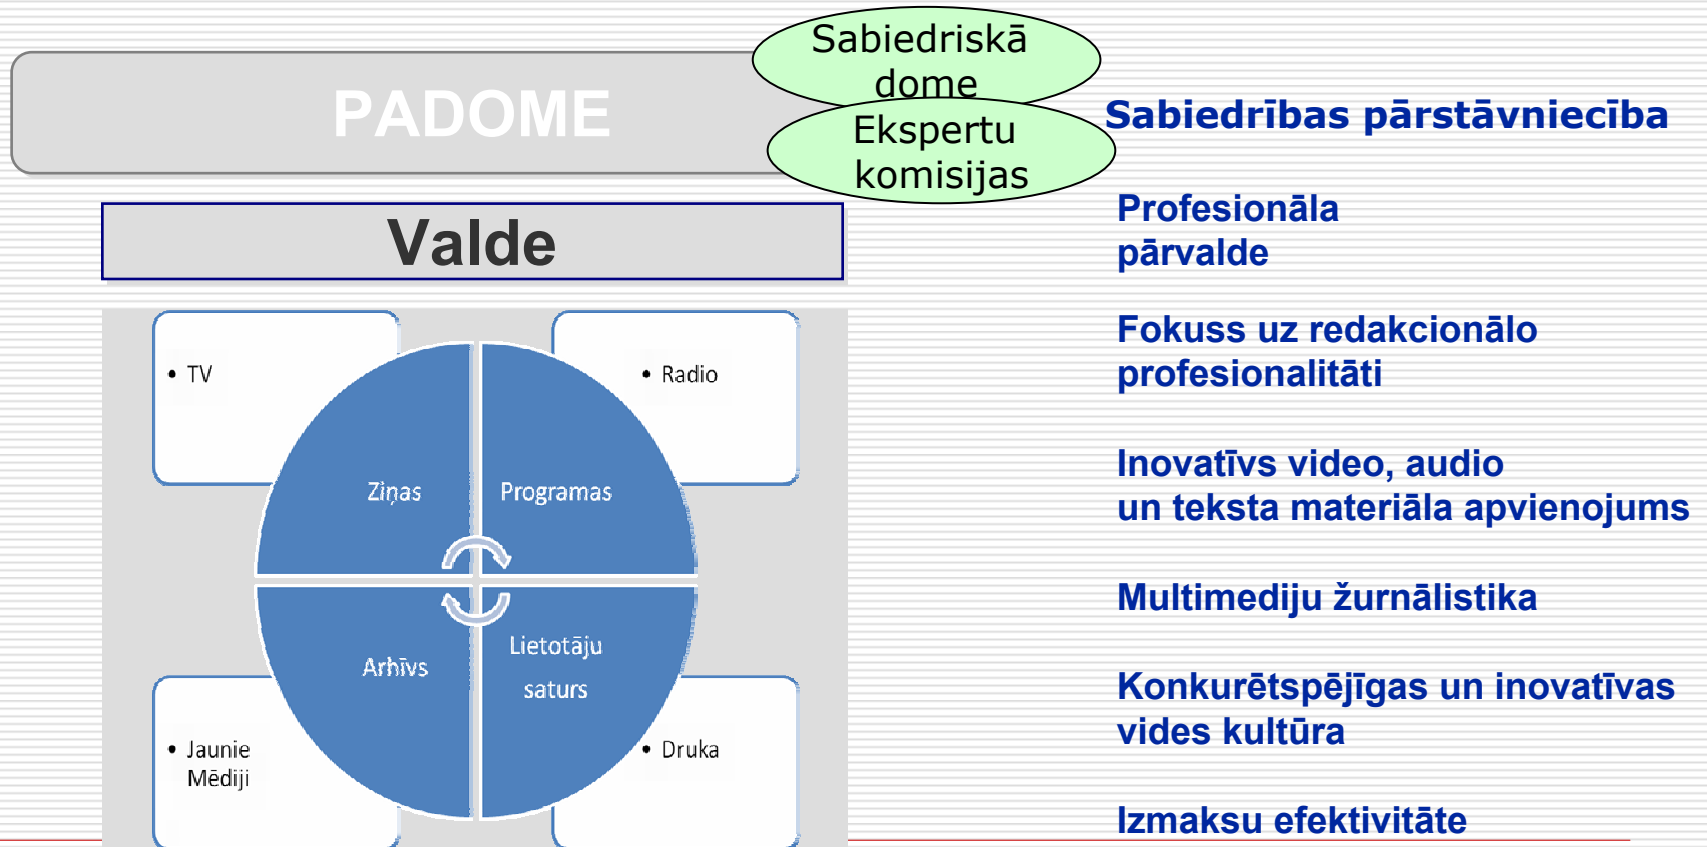 Sabiedriskā
dome
PADOME
Ekspertu
komisijas
Sabiedrības pārstāvniecība
Valde
Profesionāla
pārvalde
Fokuss uz redakcionālo
profesionalitāti
Inovatīvs video, audio
un teksta materiāla apvienojums
Multimediju žurnālistika
Konkurētspējīgas un inovatīvas
vides kultūra
Izmaksu efektivitāte
• TV
• Radio
Ziņas
Programas
Arhīvs
Lietotāju
saturs
• Jaunie
Mēdiji
• Druka